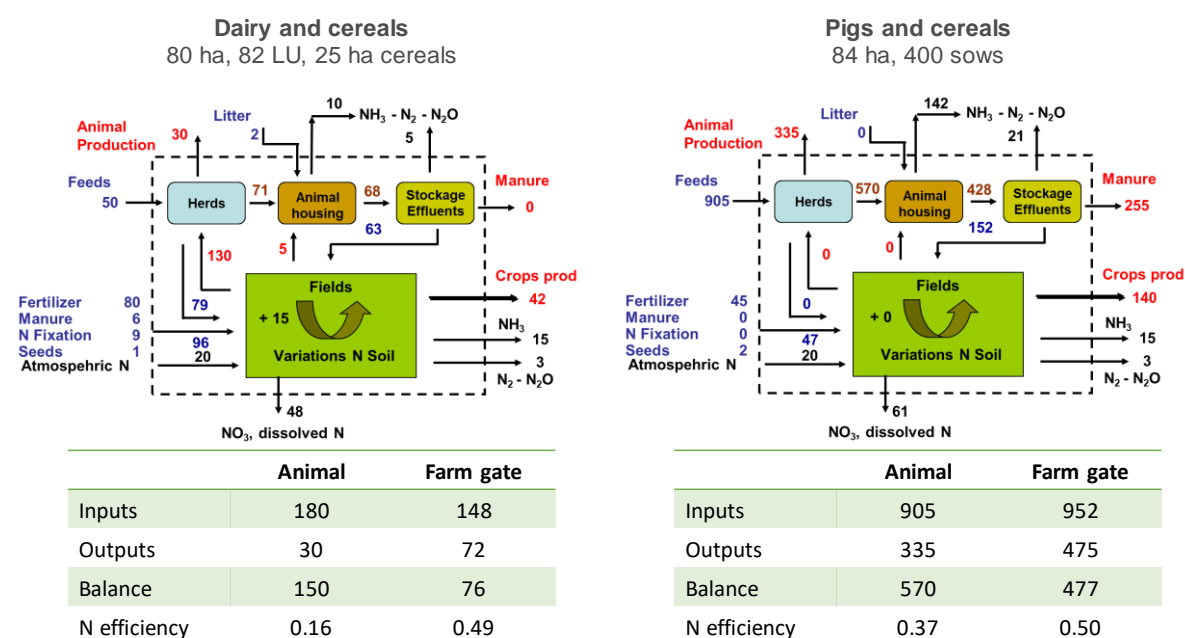 Dairy and cereals
80 ha, 82 LU, 25 ha cereals
10
NH₃ - N₂ - N₂O
Litter
2
5
Animal
Production
30
Feeds
50
Herds
71
Animal
housing
68
Stockage
Effluents
Manure
0
63
130
5
79
Fields
+ 15
Variations N Soil
Crops prod
42
Fertilizer 80
Manure 6
N Fixation 9
Seeds 1
96
Atmospehric N
20
NH₃
15
3
N₂ - N₂O
48
NO₃, dissolved N
Animal Farm gate
Inputs 180 148
Outputs 30 72
Balance 150 76
N efficiency 0.16 0.49
Pigs and cereals
84 ha, 400 sows
142
NH₃ - N₂ - N₂O
Litter
0
21
Animal
Production
335
Feeds
905
Herds
570
Animal
housing
428
Stockage
Effluents
Manure
255
152
0
0
0
Fields
+ 0
Variations N Soil
Crops prod
140
Fertilizer 45
Manure 0
N Fixation 0
Seeds 2
47
Atmospehric N
20
NH₃
15
3
N₂ - N₂O
61
NO₃, dissolved N
Animal Farm gate
Inputs 905 952
Outputs 335 475
Balance 570 477
N efficiency 0.37 0.50